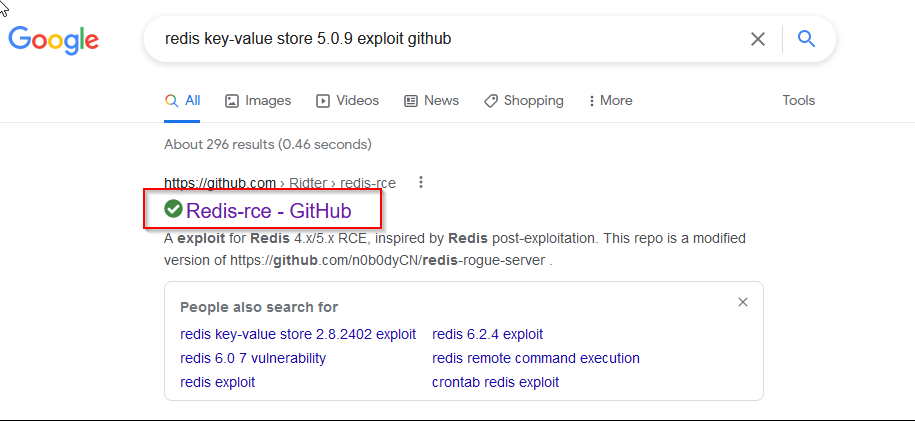 Google
redis key-value store 5.0.9 exploit github
All Images Videos News Shopping More Tools
About 296 results (0.46 seconds)
https://github.com › Ridter › redis-rce
Redis-rce - GitHub
A exploit for Redis 4.x/5.x RCE, inspired by Redis post-exploitation. This repo is a modified
version of https://github.com/n0b0dyCN/redis-rogue-server .
People also search for
redis key-value store 2.8.2402 exploit redis 6.2.4 exploit
redis 6.0 7 vulnerability redis remote command execution
redis exploit crontab redis exploit